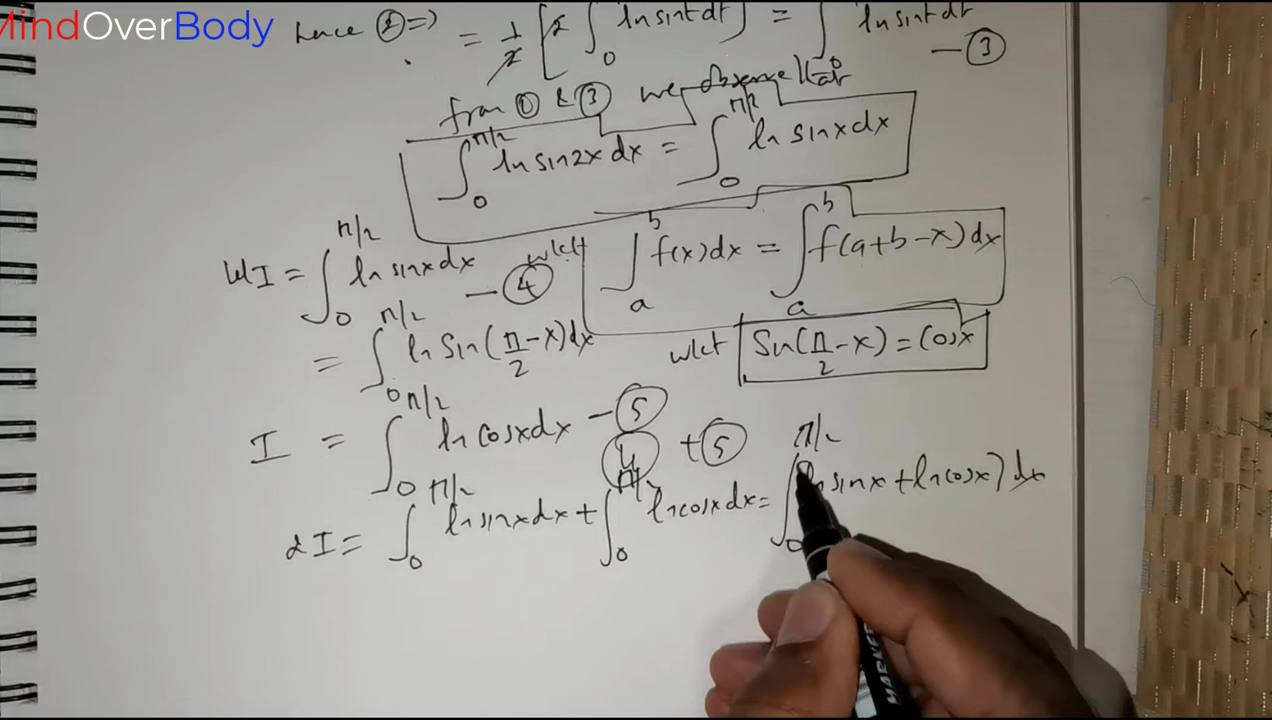 MindOverBody
hence ② => = 1/2 [2 ∫₀ ln sint dt] = ∫₀ ln sint dt
— ③
from ① & ③ we observe that
∫₀^π/2 ln sin2x dx = ∫₀^π/2 ln sinx dx
I = ∫₀^π/2 ln sinx dx — ④
wkt ∫ₐᵇ f(x)dx = ∫ₐᵇ f(a+b-x)dx
= ∫₀^π/2 ln Sin(π/2 - x)dx
wkt Sin(π/2 - x) = Cosx
I = ∫₀^π/2 ln cosx dx - ⑤
④ + ⑤
2I = ∫₀^π/2 ln sinx dx + ∫₀^π/2 ln cosx dx = ∫₀^π/2 ln sinx + ln cosx) dx
MARKER